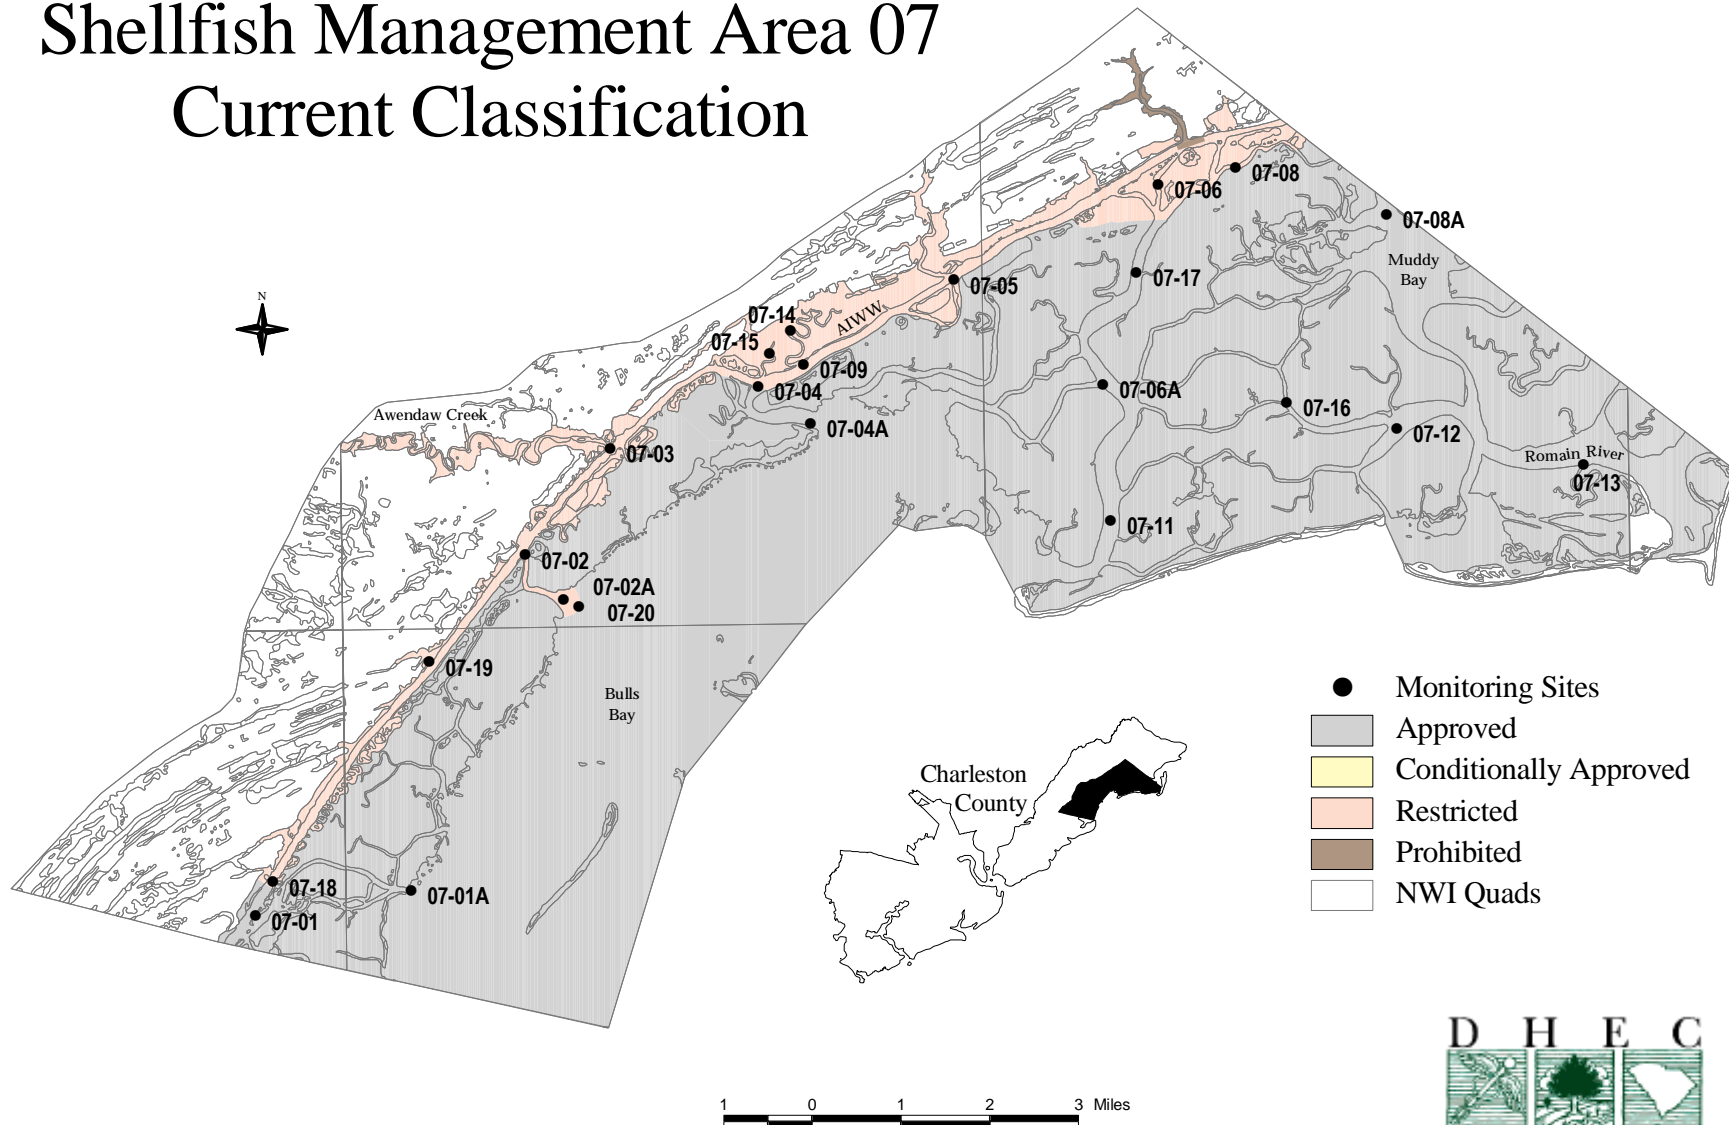 Shellfish Management Area 07
Current Classification
N
07-08
07-06
07-08A
Muddy
Bay
07-17
07-05
07-14
AIWW
07-15
07-09
07-04
07-06A
07-16
Awendaw Creek
07-04A
07-12
07-03
Romain River
07-13
07-11
07-02
07-02A
07-20
07-19
Bulls
Bay
Monitoring Sites
Approved
Conditionally Approved
Restricted
Prohibited
NWI Quads
Charleston
County
07-18
07-01A
07-01
D H E C
1 0 1 2 3 Miles